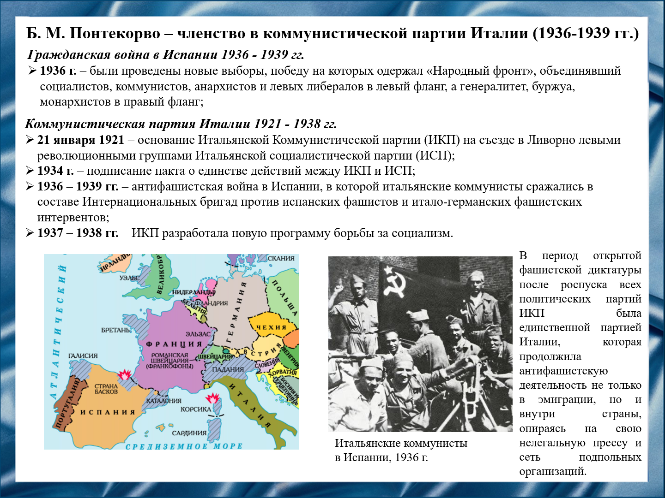 Б. М. Понтекорво – членство в коммунистической партии Италии (1936-1939 гг.)
Гражданская война в Испании 1936 - 1939 гг.
➢ 1936 г. – были проведены новые выборы, победу на которых одержал «Народный фронт», объединявший
социалистов, коммунистов, анархистов и левых либералов в левый фланг, а генералитет, буржуа,
монархистов в правый фланг;
Коммунистическая партия Италии 1921 - 1938 гг.
➢ 21 января 1921 – основание Итальянской Коммунистической партии (ИКП) на съезде в Ливорно левыми
революционными группами Итальянской социалистической партии (ИСП);
➢ 1934 г. – подписание пакта о единстве действий между ИКП и ИСП;
➢ 1936 – 1939 гг. – антифашистская война в Испании, в которой итальянские коммунисты сражались в
составе Интернациональных бригад против испанских фашистов и итало-германских фашистских
интервентов;
➢ 1937 – 1938 гг. ИКП разработала новую программу борьбы за социализм.
ИРЛАНДИЯ
УЭЛЬС
ВЕЛИКОБ
СКАНИЯ
АТЛАНТИЧЕСКИЙ
НИДЕРЛАНДЫ
ФЛАНДРИЯ
ГЕРМАНИЯ
ПОЛЬША
БРЕТАНЬ
ЭЛЬЗАС
ЧЕХИЯ
ФРАНЦИЯ
РОМАНСКАЯ
ШВЕЙЦАРИЯ
(ФРАНКОФОНЫ)
ШВЕЙЦАРИЯ
ГАЛИСИЯ
ПАДАНИЯ
СТРАНА
БАСКОВ
КАТАЛОНИЯ
КОРСИКА
ПОРТУГАЛИЯ
ИСПАНИЯ
ИТАЛИЯ
САРДИНИЯ
СРЕДИЗЕМНОЕ МОРЕ
Итальянские коммунисты
в Испании, 1936 г.
В период открытой
фашистской диктатуры
после роспуска всех
политических партий
ИКП была
единственной партией
Италии, которая
продолжила
антифашистскую
деятельность не только
в эмиграции, но и
внутри страны,
опираясь на свою
нелегальную прессу и
сеть подпольных
организаций.